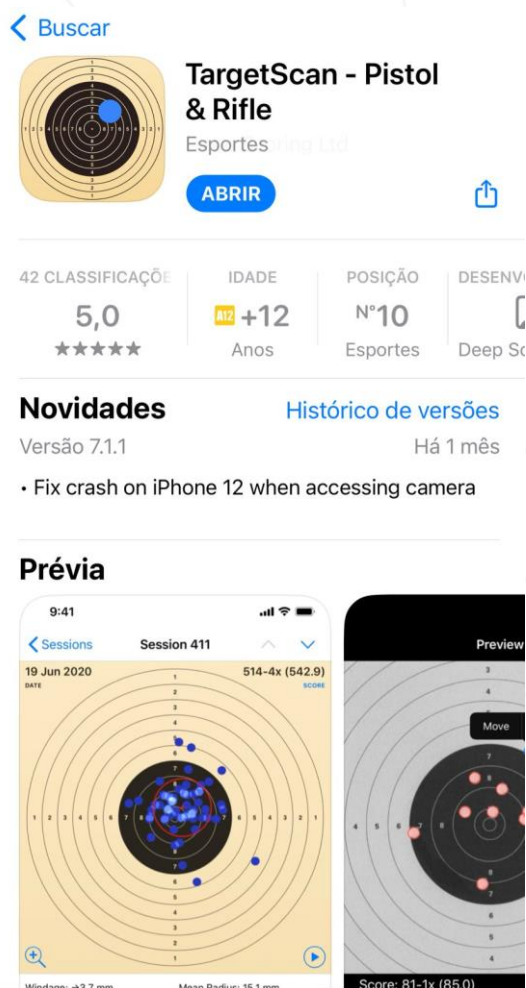 Buscar
TargetScan - Pistol
& Rifle
Esportes
ABRIR
42 CLASSIFICAÇÕE
IDADE
POSIÇÃO
DESENV
5,0
A12 +12
N°10
★★★★★
Anos
Esportes
Deep Sc
Novidades
Histórico de versões
Versão 7.1.1
Há 1 mês
• Fix crash on iPhone 12 when accessing camera
Prévia
9:41
Sessions
Session 411
Preview
19 Jun 2020
514-4x (542.9)
DATE
SCORE
Move
Windage: →3.7 mm
Mean Radius: 15.1 mm
Score: 81-1x (85.0)